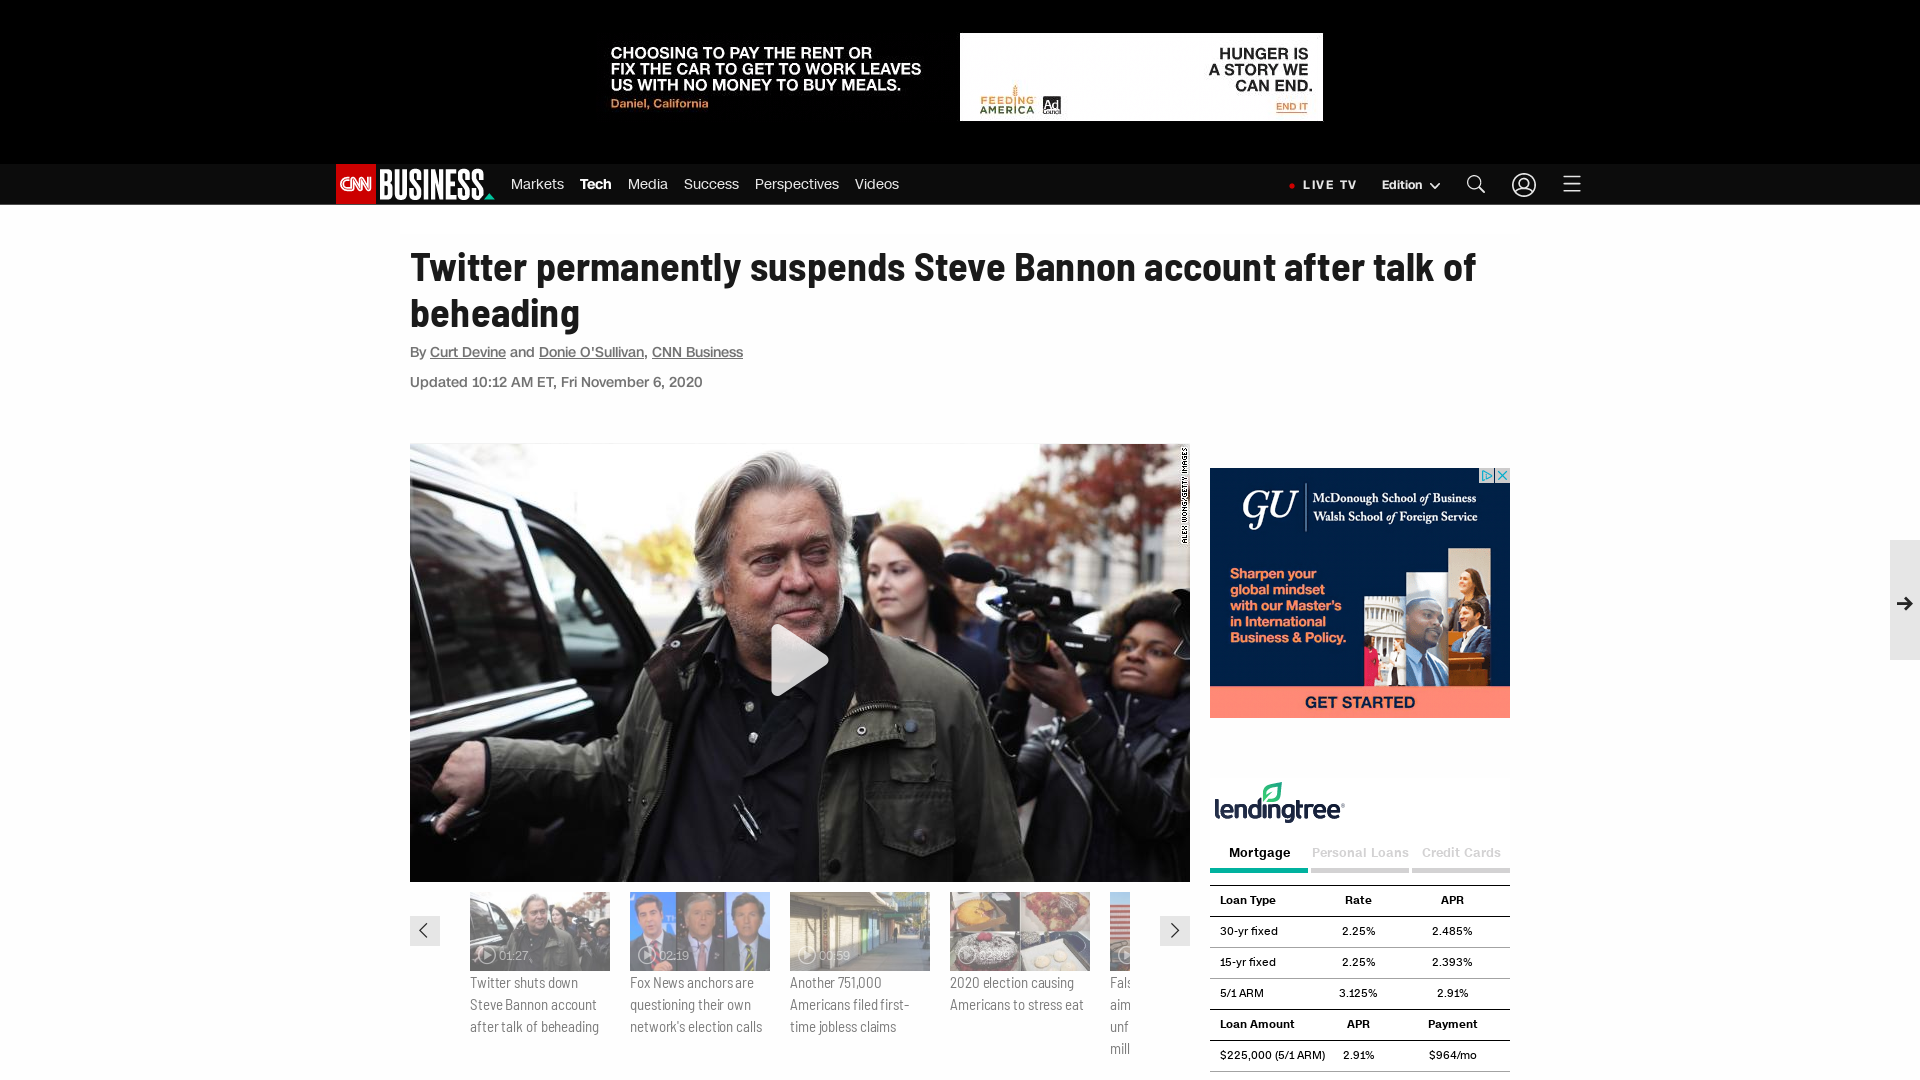 CHOOSING TO PAY THE RENT OR
FIX THE CAR TO GET TO WORK LEAVES
US WITH NO MONEY TO BUY MEALS.
Daniel, California
FEEDING
AMERICA
Ad
Council
HUNGER IS
A STORY WE
CAN END.
END IT
CNN BUSINESS
Markets Tech Media Success Perspectives Videos
LIVE TV Edition
Twitter permanently suspends Steve Bannon account after talk of
beheading
By Curt Devine and Donie O'Sullivan, CNN Business
Updated 10:12 AM ET, Fri November 6, 2020
ALEX WONG/GETTY IMAGES
01:27
Twitter shuts down
Steve Bannon account
after talk of beheading
02:19
Fox News anchors are
questioning their own
network's election calls
00:59
Another 751,000
Americans filed first-
time jobless claims
2020 election causing
Americans to stress eat
Fals
aim
unf
mill
GU McDonough School of Business
Walsh School of Foreign Service
Sharpen your
global mindset
with our Master's
in International
Business & Policy.
GET STARTED
lendingtree
Mortgage Personal Loans Credit Cards
Loan Type Rate APR
30-yr fixed 2.25% 2.485%
15-yr fixed 2.25% 2.393%
5/1 ARM 3.125% 2.91%
Loan Amount APR Payment
$225,000 (5/1 ARM) 2.91% $964/mo